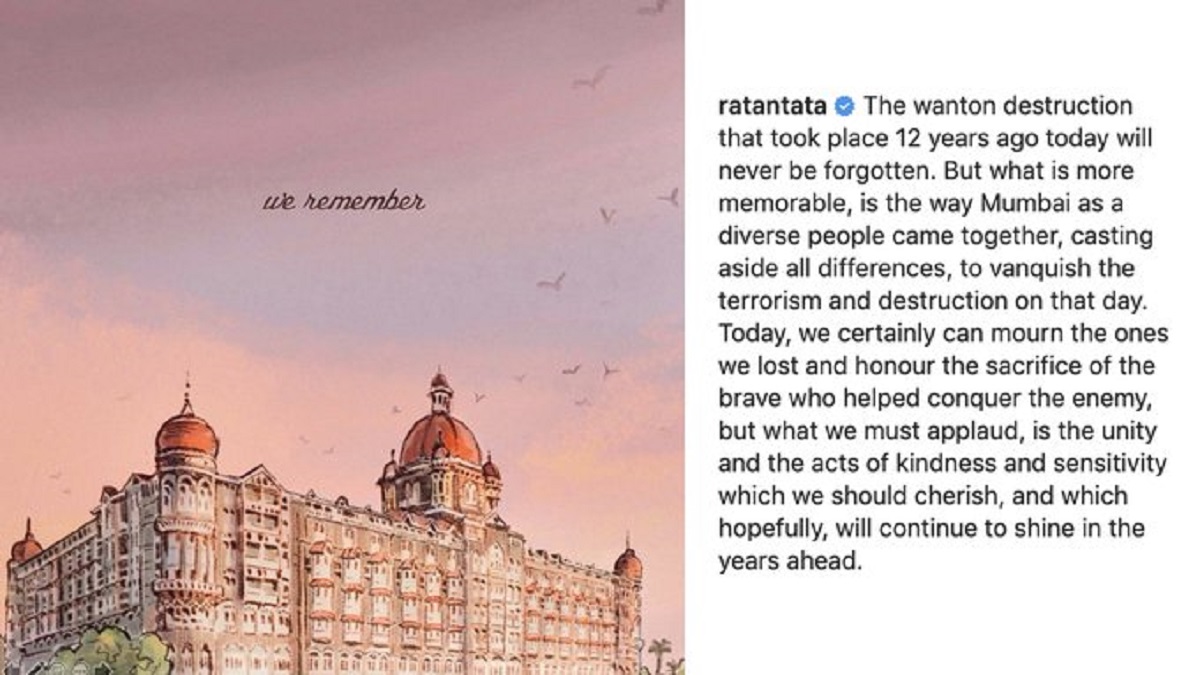 we remember
ratantata The wanton destruction
that took place 12 years ago today will
never be forgotten. But what is more
memorable, is the way Mumbai as a
diverse people came together, casting
aside all differences, to vanquish the
terrorism and destruction on that day.
Today, we certainly can mourn the ones
we lost and honour the sacrifice of the
brave who helped conquer the enemy,
but what we must applaud, is the unity
and the acts of kindness and sensitivity
which we should cherish, and which
hopefully, will continue to shine in the
years ahead.